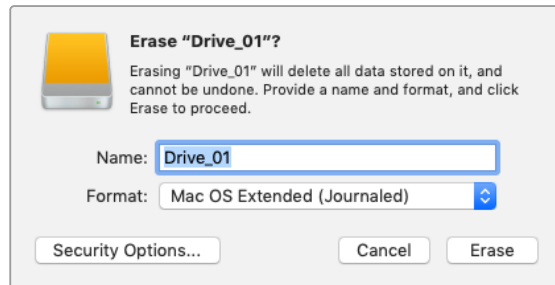 Erase “Drive_01”?
Erasing “Drive_01” will delete all data stored on it, and
cannot be undone. Provide a name and format, and click
Erase to proceed.
Name: Drive_01
Format: Mac OS Extended (Journaled)
Security Options... Cancel Erase